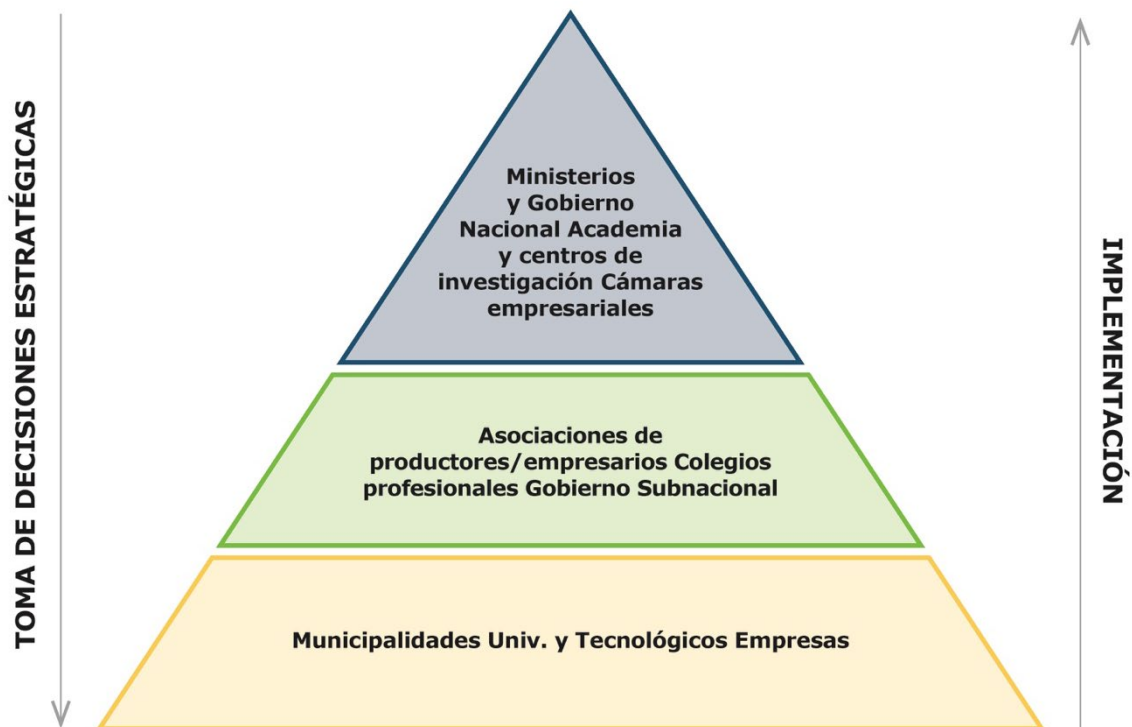 TOMA DE DECISIONES ESTRATÉGICAS
Ministerios
y Gobierno
Nacional Academia
y centros de
investigación Cámaras
empresariales
Asociaciones de
productores/empresarios Colegios
profesionales Gobierno Subnacional
Municipalidades Univ. y Tecnológicos Empresas
IMPLEMENTACIÓN